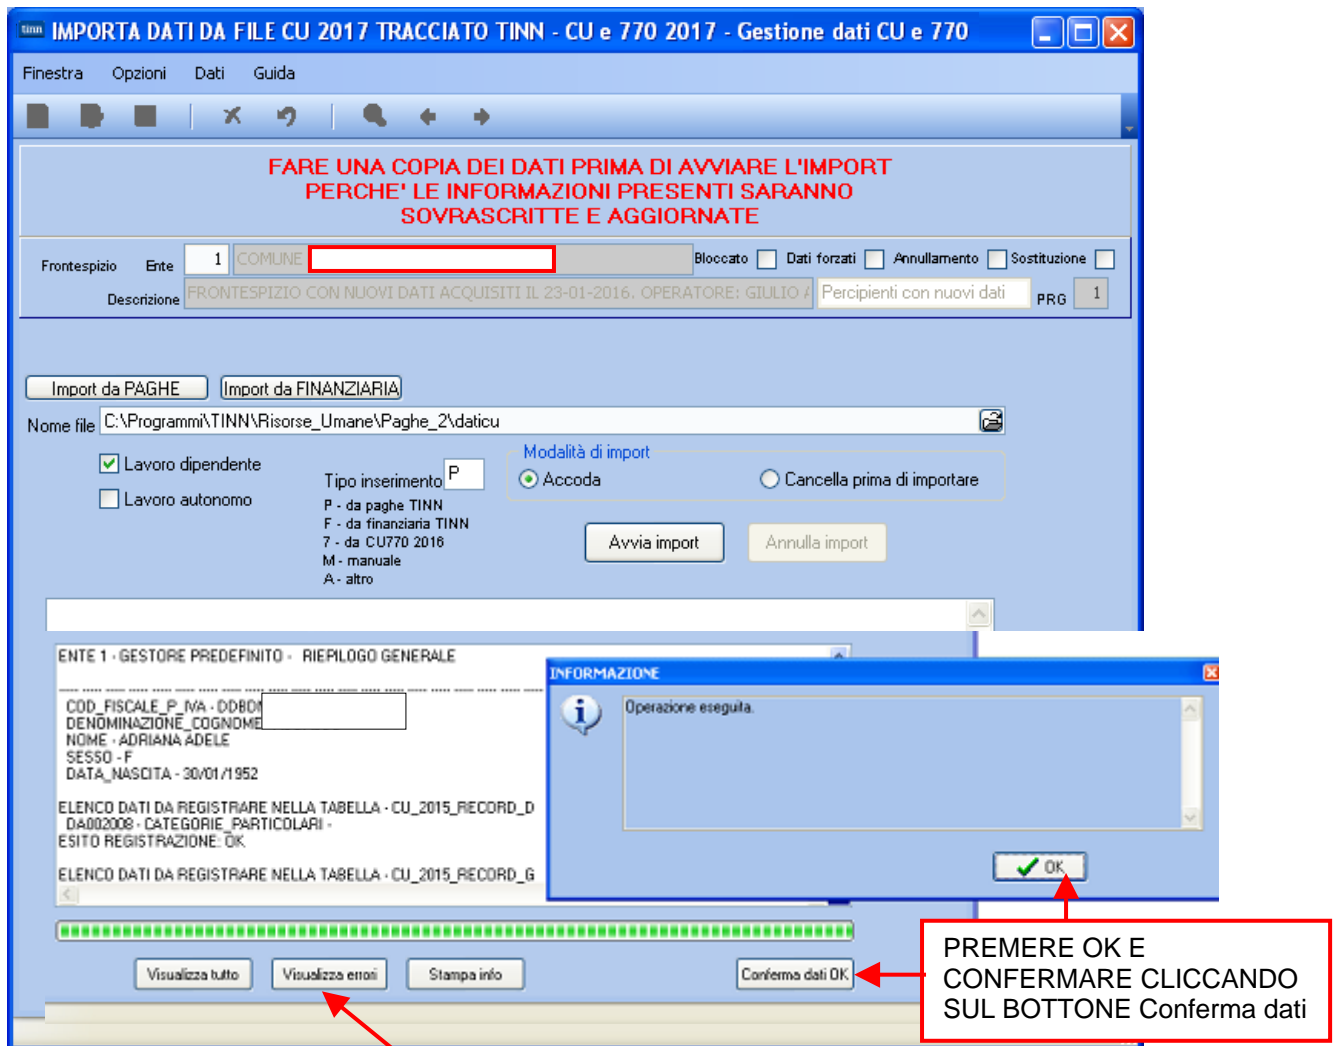 tinn IMPORTA DATI DA FILE CU 2017 TRACCIATO TINN - CU e 770 2017 - Gestione dati CU e 770
Finestra Opzioni Dati Guida
FARE UNA COPIA DEI DATI PRIMA DI AVVIARE L'IMPORT
PERCHE' LE INFORMAZIONI PRESENTI SARANNO
SOVRASCRITTE E AGGIORNATE
Frontespizio Ente 1 COMUNE Bloccato Dati forzati Annullamento Sostituzione
Descrizione FRONTESPIZIO CON NUOVI DATI ACQUISITI IL 23-01-2016. OPERATORE: GIULIO Percipienti con nuovi dati PRG 1
Import da PAGHE Import da FINANZIARIA
Nome file C:\Programmi\TINN\Risorse_Umane\Paghe_2\daticu
Modalità di import
Lavoro dipendente
Tipo inserimento P
Accoda Cancella prima di importare
Lavoro autonomo
P - da paghe TINN
F - da finanziaria TINN
7 - da CU770 2016
M - manuale
A - altro
Avvia import Annulla import
ENTE 1 - GESTORE PREDEFINITO - RIEPILOGO GENERALE
COD_FISCALE_P_IVA - DDBD
DENOMINAZIONE_COGNOME
NOME - ADRIANA ADELE
SESSO - F
DATA_NASCITA - 30/01/1952
ELENCO DATI DA REGISTRARE NELLA TABELLA - CU_2015_RECORD_D
DA002008 - CATEGORIE_PARTICOLARI -
ESITO REGISTRAZIONE: OK
ELENCO DATI DA REGISTRARE NELLA TABELLA - CU_2015_RECORD_G
INFORMAZIONE
Operazione eseguita.
OK
Visualizza tutto Visualizza errori Stampa info Conferma dati OK
PREMERE OK E
CONFERMARE CLICCANDO
SUL BOTTONE Conferma dati